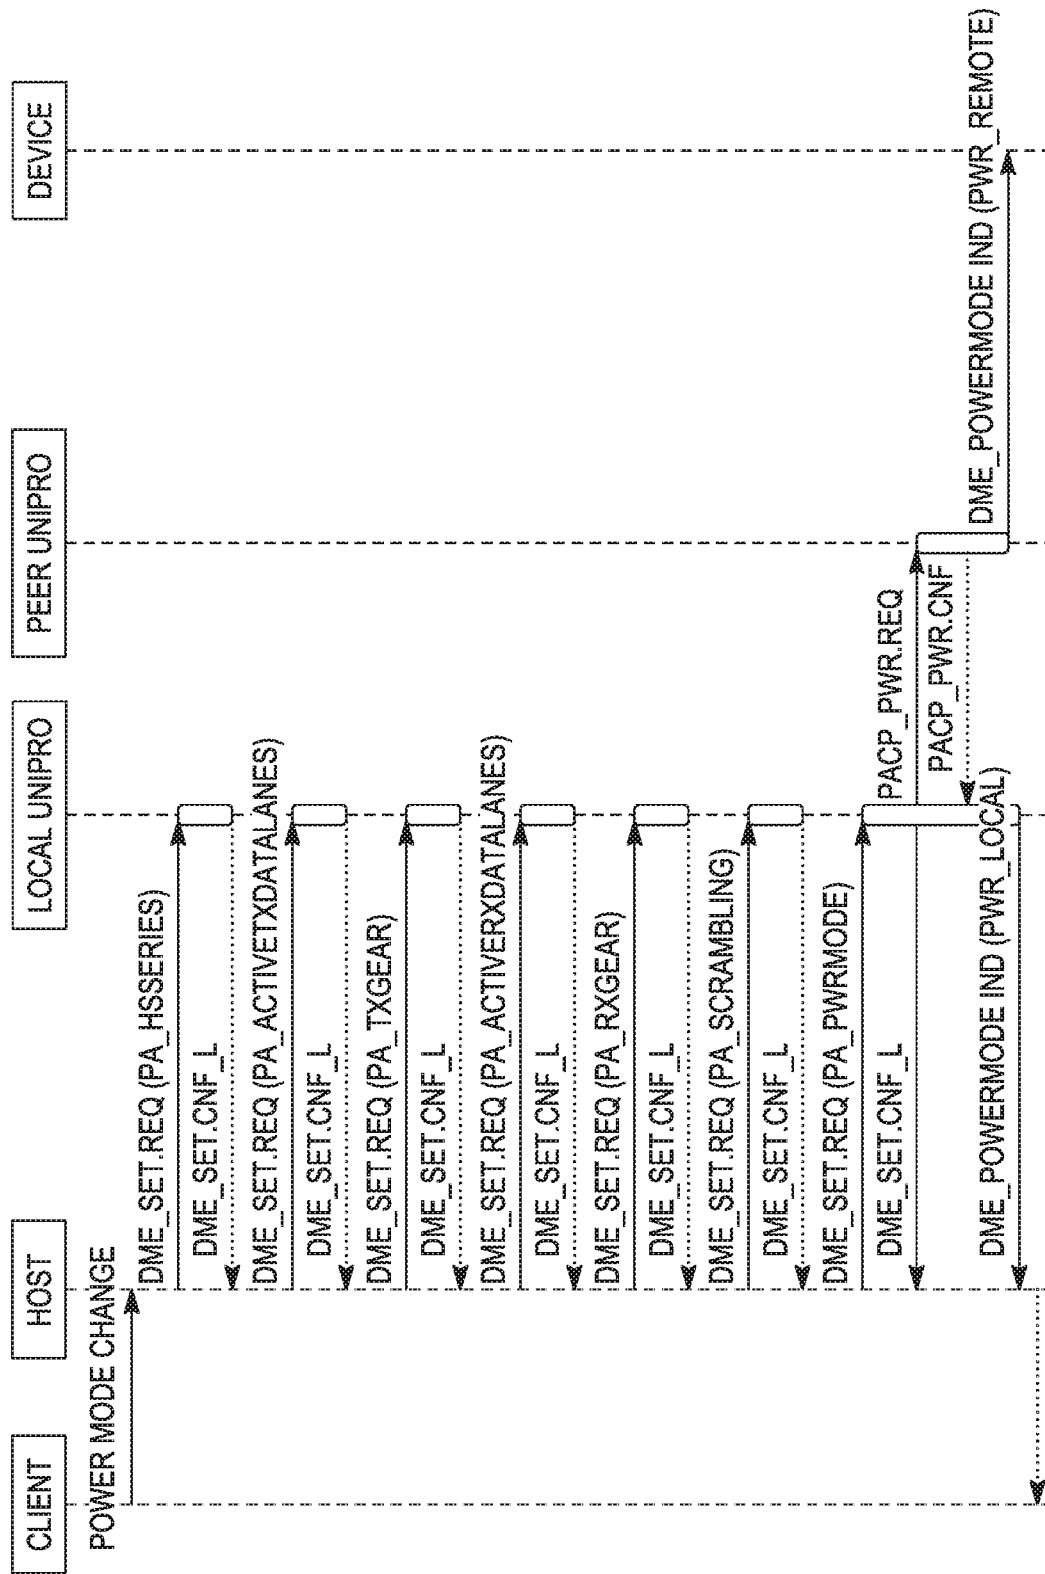 CLIENT
HOST
LOCAL UNIPRO
PEER UNIPRO
DEVICE
POWER MODE CHANGE
DME_SET.REQ (PA_HSSERIES)
DME_SET.CNF_L
DME_SET.REQ (PA_ACTIVETXDATALANES)
DME_SET.CNF_L
DME_SET.REQ (PA_TXGEAR)
DME_SET.CNF_L
DME_SET.REQ (PA_ACTIVERXDATALANES)
DME_SET.CNF_L
DME_SET.REQ (PA_RXGEAR)
DME_SET.CNF_L
DME_SET.REQ (PA_SCRAMBLING)
DME_SET.CNF_L
DME_SET.REQ (PA_PWRMODE)
DME_SET.CNF_L
PACP_PWR.REQ
PACP_PWR.CNF
DME_POWERMODE IND (PWR_REMOTE)
DME_POWERMODE IND (PWR_LOCAL)